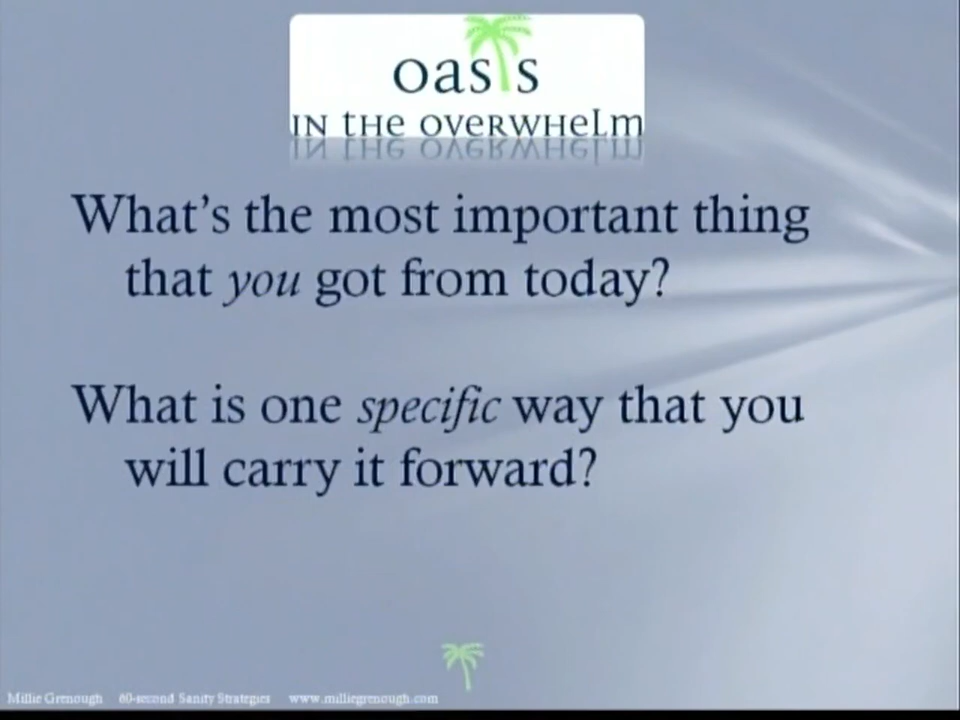 oasis
IN THE OVERWHELM
What's the most important thing
that you got from today?
What is one specific way that you
will carry it forward?
Millie Grenough 60-second Sanity Strategies www.milliegrenough.com